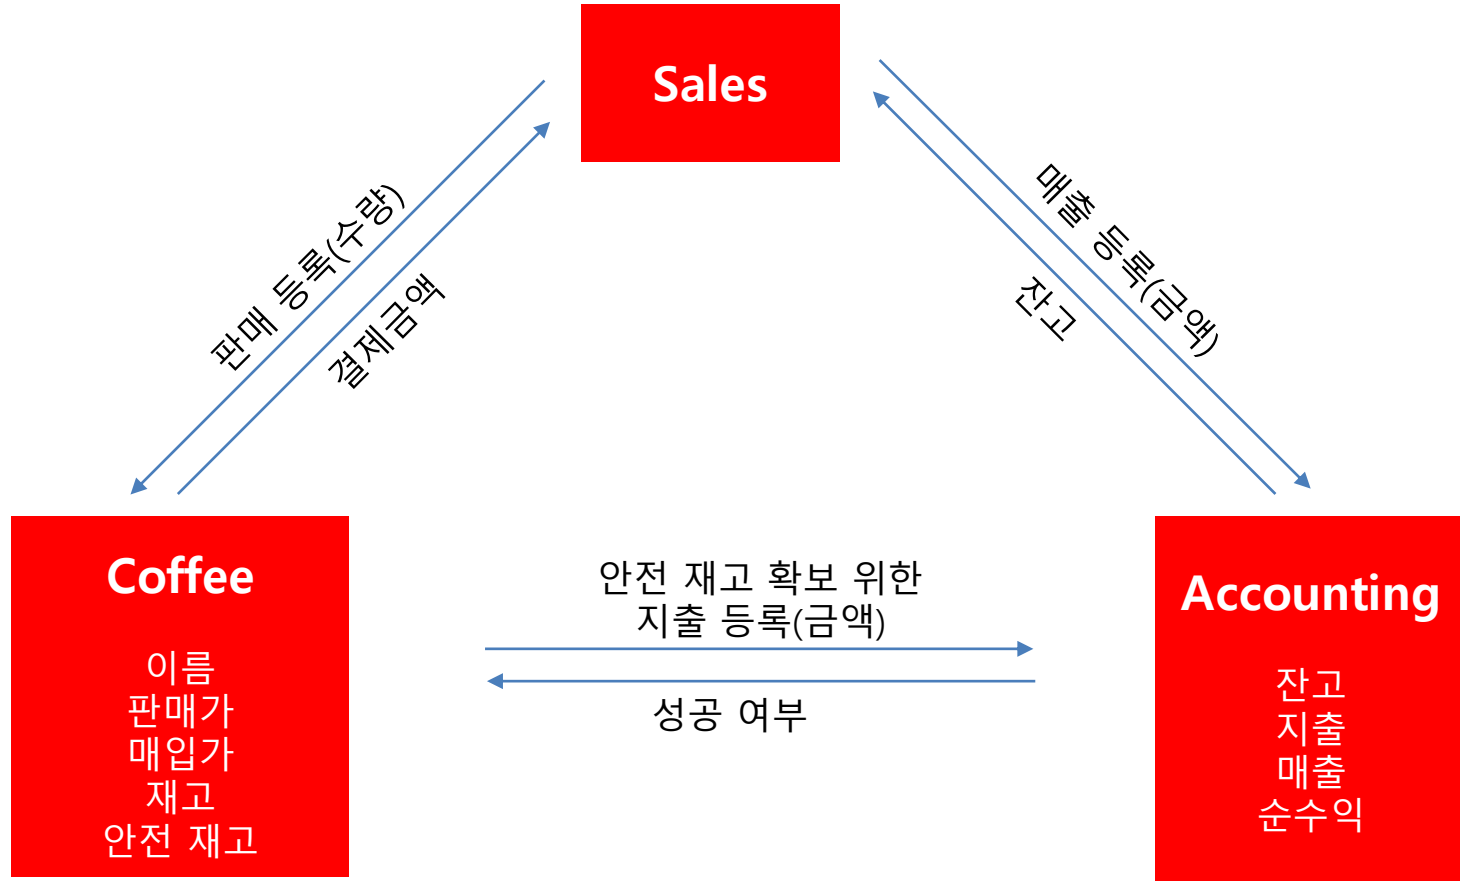 Sales
판매 등록(수량)
결제금액
매출 등록(금액)
잔고
Coffee
이름
판매가
매입가
재고
안전 재고
안전 재고 확보 위한
지출 등록(금액)
성공 여부
Accounting
잔고
지출
매출
순수익